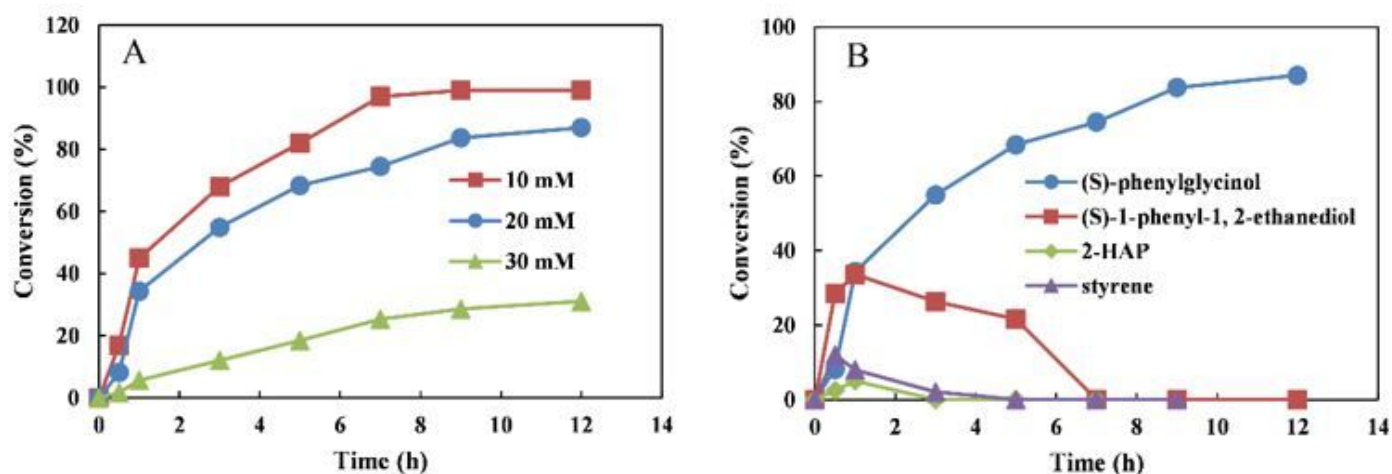 A
Conversion (%)
120
100
80
60
40
20
0
10 mM
20 mM
30 mM
0 2 4 6 8 10 12 14
Time (h)
B
Conversion (%)
100
80
60
40
20
0
(S)-phenylglycinol
(S)-1-phenyl-1, 2-ethanediol
2-HAP
styrene
0 2 4 6 8 10 12 14
Time (h)